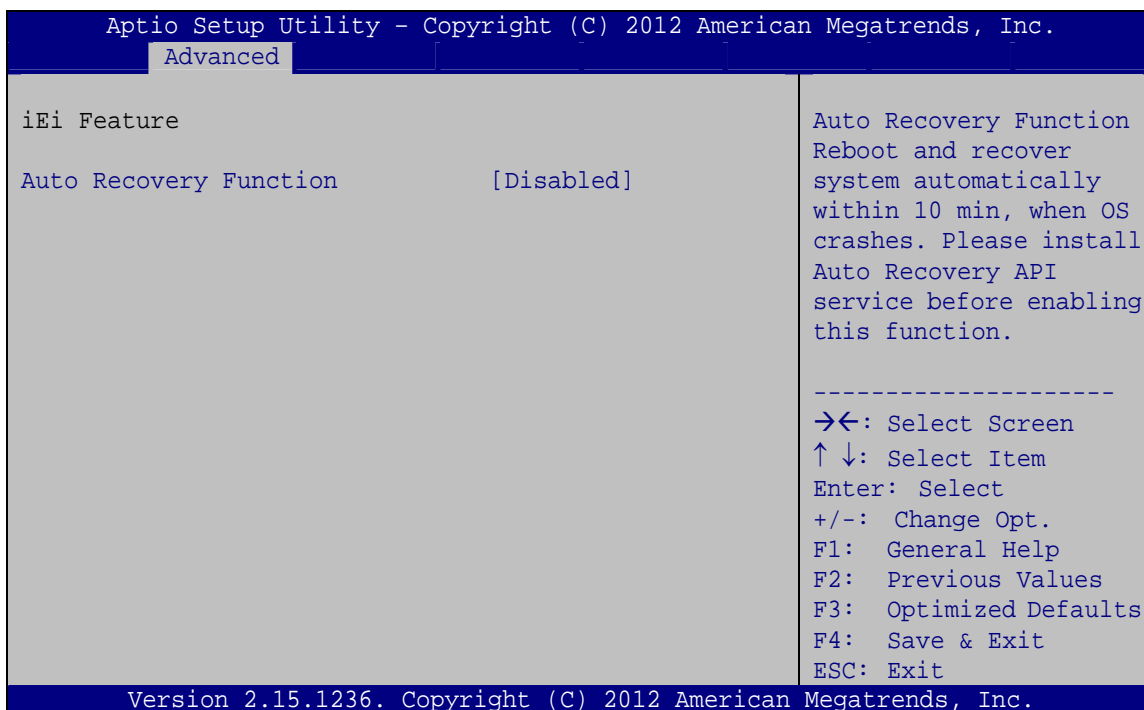 Aptio Setup Utility – Copyright (C) 2012 American Megatrends, Inc.
Advanced
iEi Feature
Auto Recovery Function [Disabled]
Auto Recovery Function
Reboot and recover
system automatically
within 10 min, when OS
crashes. Please install
Auto Recovery API
service before enabling
this function.
---------------------
→←: Select Screen
↑ ↓: Select Item
Enter: Select
+/-: Change Opt.
F1: General Help
F2: Previous Values
F3: Optimized Defaults
F4: Save & Exit
ESC: Exit
Version 2.15.1236. Copyright (C) 2012 American Megatrends, Inc.